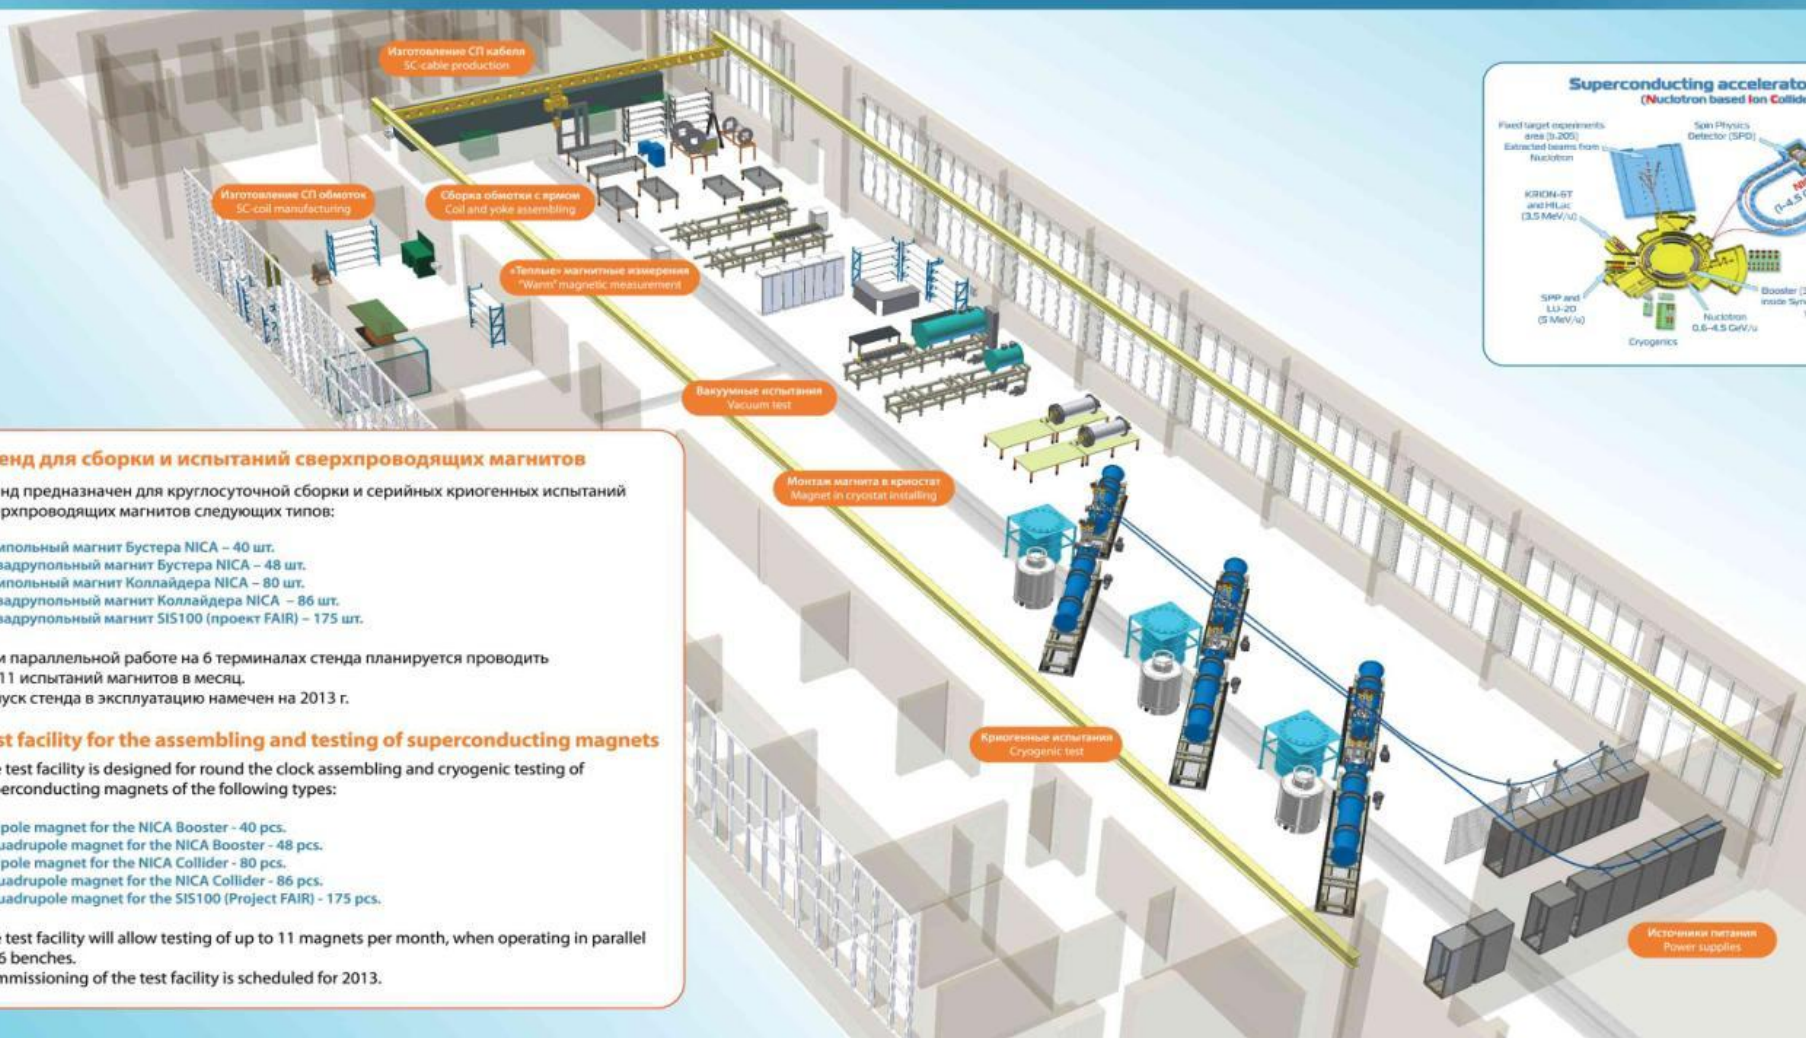 Изготовление СП кабеля
SC-cable production
Изготовление СП обмоток
SC-coil manufacturing
Сборка обмотки с ярмом
Coil and yoke assembling
«Теплые» магнитные измерения
"Warm" magnetic measurement
Вакуумные испытания
Vacuum test
Монтаж магнита в криостат
Magnet in cryostat installing
Криогенные испытания
Cryogenic test
Источники питания
Power supplies
енд для сборки и испытаний сверхпроводящих магнитов
нд предназначен для круглосуточной сборки и серийных криогенных испытаний
рхпроводящих магнитов следующих типов:
ипольный магнит Бустера NICA – 40 шт.
вадрупольный магнит Бустера NICA – 48 шт.
ипольный магнит Коллайдера NICA – 80 шт.
вадрупольный магнит Коллайдера NICA – 86 шт.
вадрупольный магнит SIS100 (проект FAIR) – 175 шт.
и параллельной работе на 6 терминалах стенда планируется проводить
11 испытаний магнитов в месяц.
уск стенда в эксплуатацию намечен на 2013 г.
st facility for the assembling and testing of superconducting magnets
e test facility is designed for round the clock assembling and cryogenic testing of
perconducting magnets of the following types:
pole magnet for the NICA Booster - 40 pcs.
uadrupole magnet for the NICA Booster - 48 pcs.
pole magnet for the NICA Collider - 80 pcs.
uadrupole magnet for the NICA Collider - 86 pcs.
uadrupole magnet for the SIS100 (Project FAIR) - 175 pcs.
e test facility will allow testing of up to 11 magnets per month, when operating in parallel
6 benches.
mmissioning of the test facility is scheduled for 2013.
Superconducting accelerato
(Nuclotron based Ion Collide
Fixed target experiments
area (b.205)
Extracted beams from
Nuclotron
Spin Physics
Detector (SPD)
KRION-6T
and HILac
(3,5 MeV/u)
SPP and
LU-20
(5 MeV/u)
Cryogenics
Nuclotron
0,6-4.5 GeV/u
Booster
inside Syn